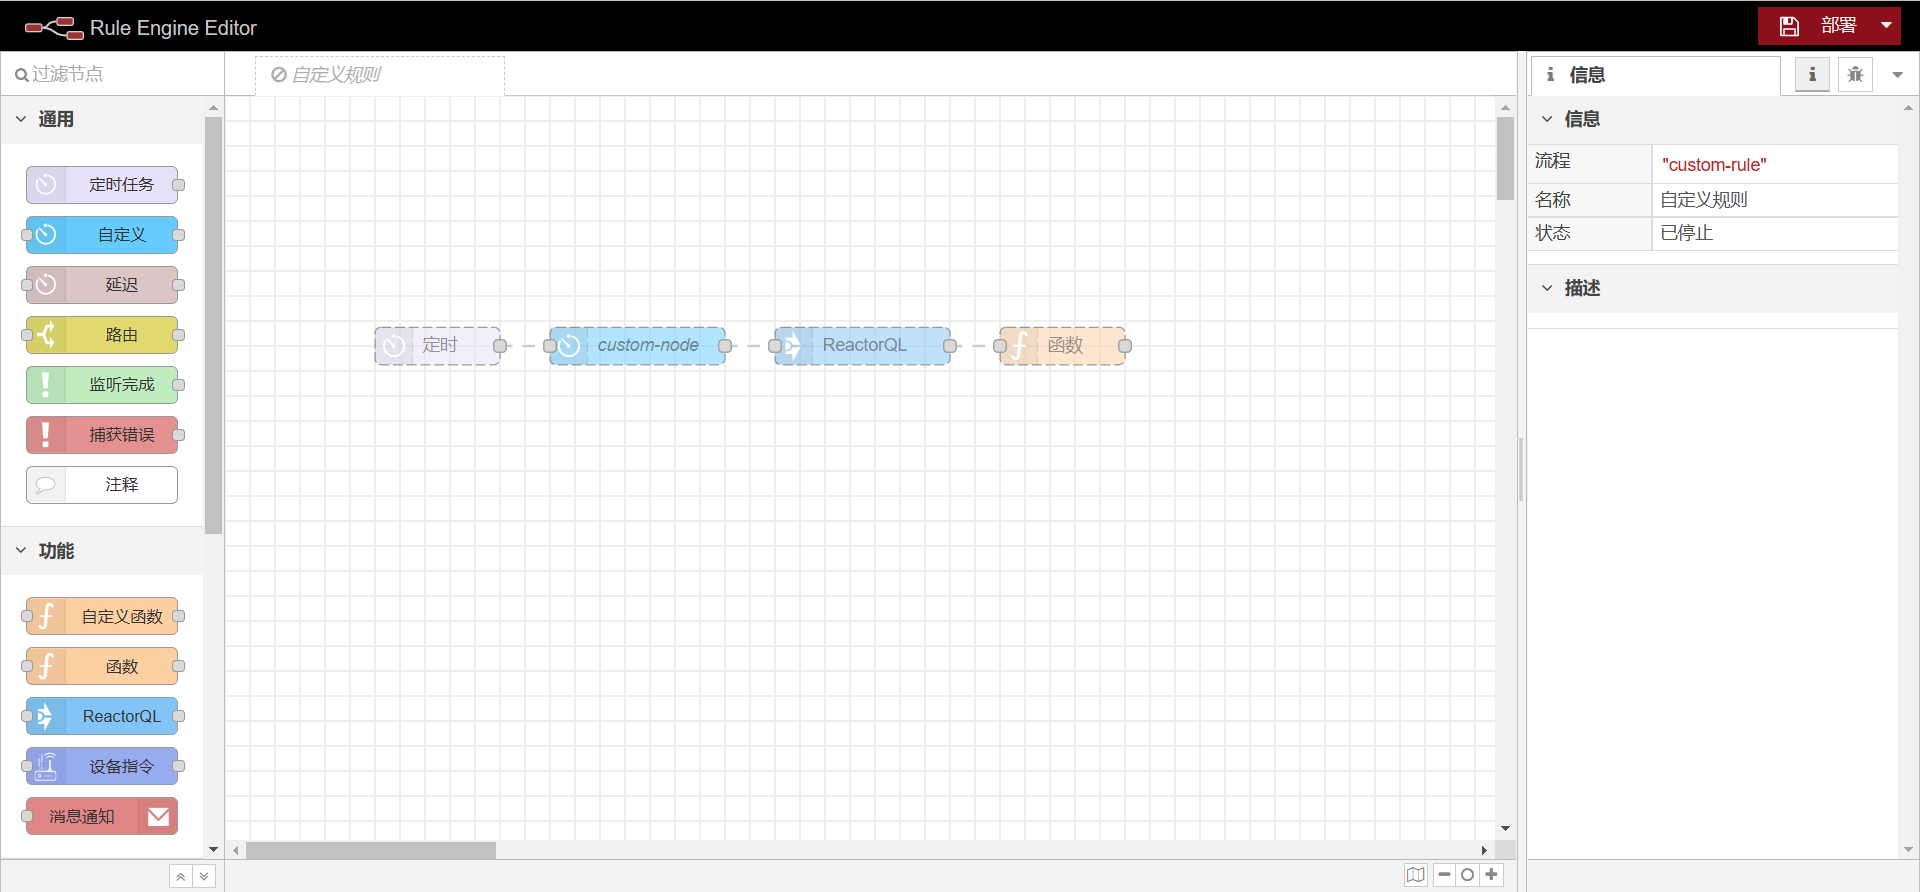 Rule Engine Editor
部署
过滤节点
自定义规则
信息
通用
定时任务
自定义
延迟
路由
监听完成
捕获错误
注释
功能
自定义函数
函数
ReactorQL
设备指令
消息通知
定时
custom-node
ReactorQL
函数
信息
流程
"custom-rule"
名称
自定义规则
状态
已停止
描述